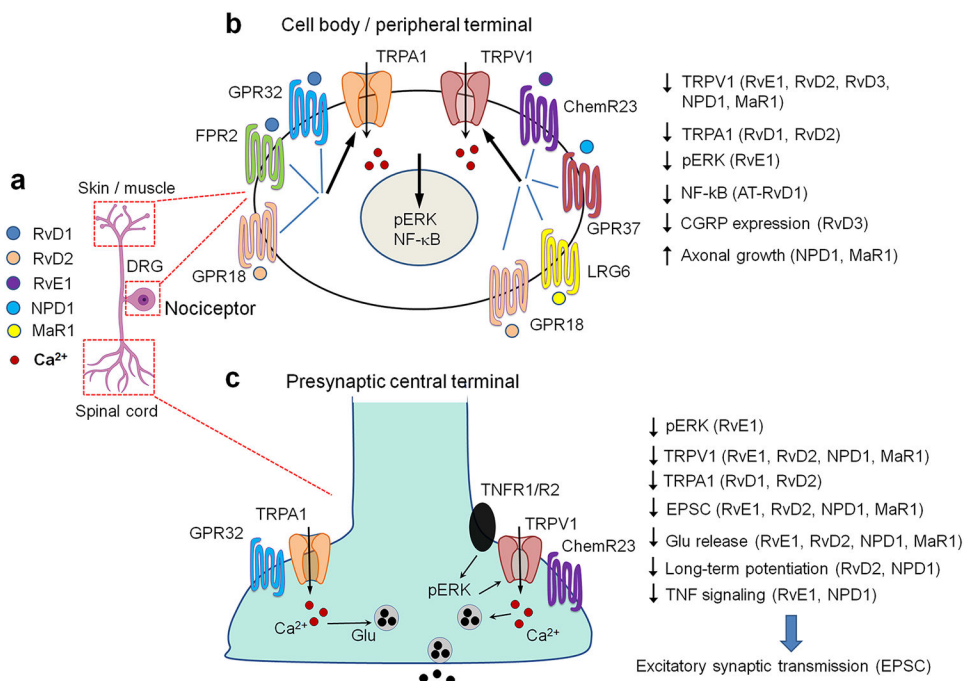 a
Skin / muscle
DRG
Nociceptor
Spinal cord
RvD1
RvD2
RvE1
NPD1
MaR1
Ca2+
b
Cell body / peripheral terminal
TRPA1
TRPV1
GPR32
FPR2
GPR18
ChemR23
GPR37
LRG6
GPR18
pERK
NF-κB
↓ TRPV1 (RvE1, RvD2, RvD3,
NPD1, MaR1)
↓ TRPA1 (RvD1, RvD2)
↓ pERK (RvE1)
↓ NF-kB (AT-RvD1)
↓ CGRP expression (RvD3)
↑ Axonal growth (NPD1, MaR1)
c
Presynaptic central terminal
GPR32
TRPA1
TNFR1/R2
TRPV1
ChemR23
pERK
Ca2+
Glu
Ca2+
↓ pERK (RvE1)
↓ TRPV1 (RvE1, RvD2, NPD1, MaR1)
↓ TRPA1 (RvD1, RvD2)
↓ EPSC (RvE1, RvD2, NPD1, MaR1)
↓ Glu release (RvE1, RvD2, NPD1, MaR1)
↓ Long-term potentiation (RvD2, NPD1)
↓ TNF signaling (RvE1, NPD1)
Excitatory synaptic transmission (EPSC)